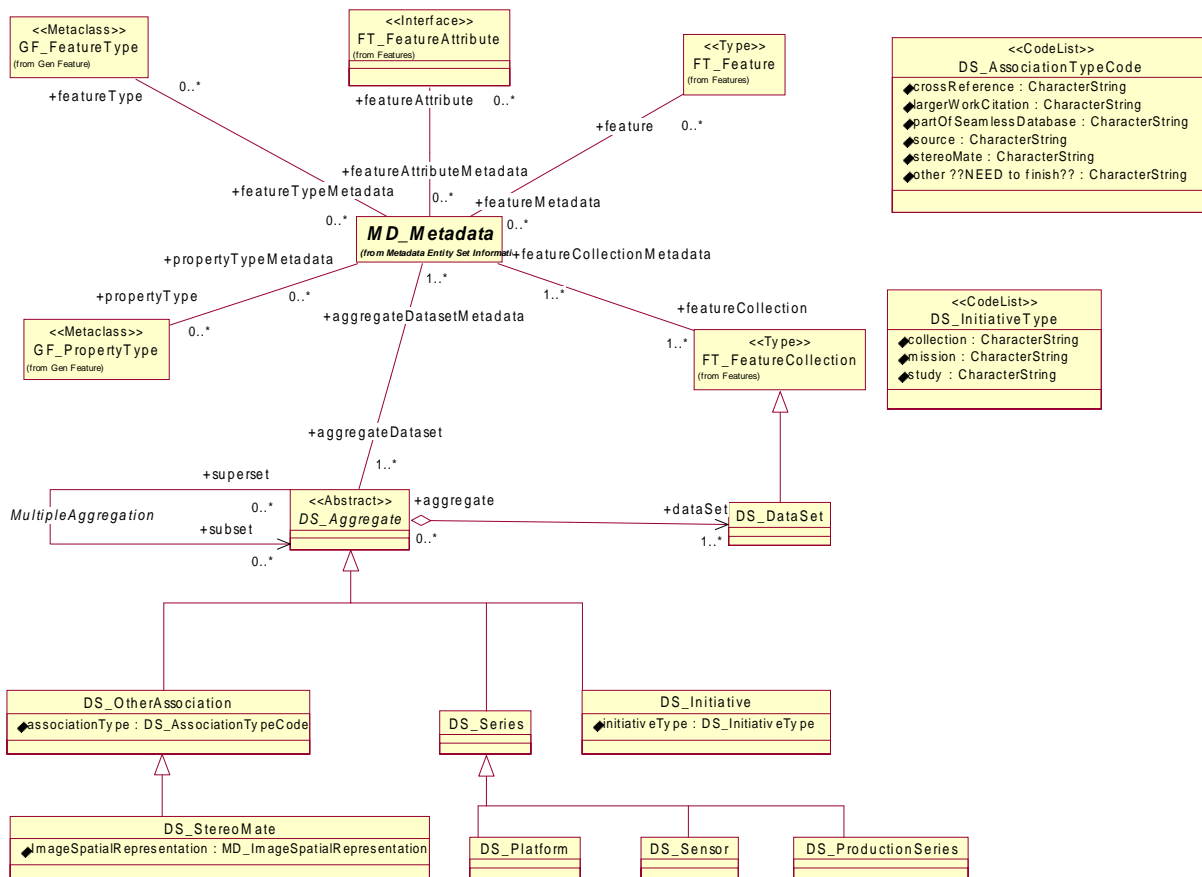 <<Metaclass>>
GF_FeatureType
(from Gen Feature)
<<Interface>>
FT_FeatureAttribute
(from Features)
<<Type>>
FT_Feature
(from Features)
<<CodeList>>
DS_AssociationTypeCode
crossReference : CharacterString
largerWorkCitation : CharacterString
partOfSeamlessDatabase : CharacterString
source : CharacterString
stereoMate : CharacterString
other ??NEED to finish?? : CharacterString
+featureType
0..*
+featureAttribute
0..*
+feature
0..*
+featureAttributeMetadata
+featureTypeMetadata
0..*
0..*
+featureMetadata
0..*
MD_Metadata
(from Metadata Entity Set Informati
+propertyTypeMetadata
0..*
+propertyType
0..*
<<Metaclass>>
GF_PropertyType
(from Gen Feature)
1..*
+aggregateDatasetMetadata
+featureCollectionMetadata
1..*
+featureCollection
1..*
<<Type>>
FT_FeatureCollection
(from Features)
<<CodeList>>
DS_InitiativeType
collection : CharacterString
mission : CharacterString
study : CharacterString
+aggregateDataset
1..*
+superset
0..*
MultipleAggregation
+subset
0..*
<<Abstract>>
DS_Aggregate
+aggregate
0..*
+dataSet
1..*
DS_DataSet
DS_OtherAssociation
associationType : DS_AssociationTypeCode
DS_Series
DS_Initiative
initiativeType : DS_InitiativeType
DS_StereoMate
ImageSpatialRepresentation : MD_ImageSpatialRepresentation
DS_Platform
DS_Sensor
DS_ProductionSeries